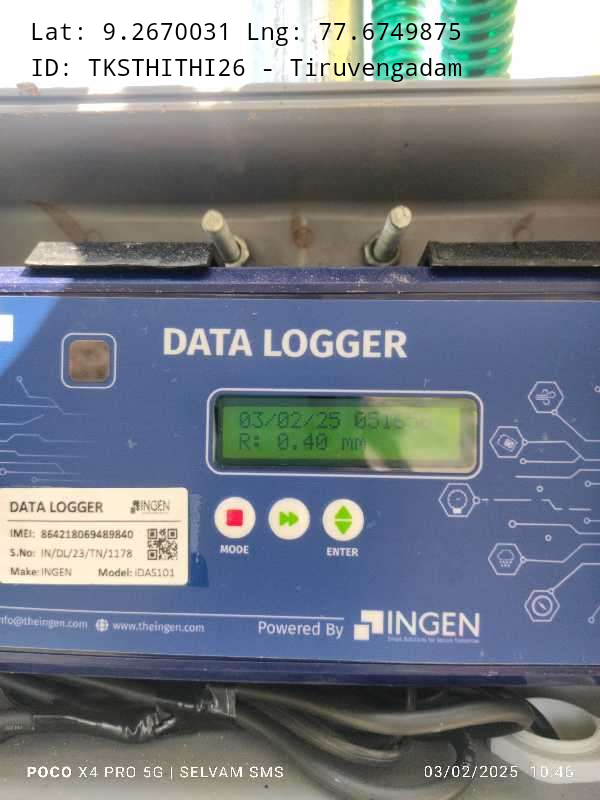 Lat: 9.2670031 Lng: 77.6749875
ID: TKSTHITHI26 - Tiruvengadam
DATA LOGGER
03/02/25
R: 0.40 mm
DATA LOGGER INGEN
IMEI: 864218069489840
S.No: IN/DL/23/TN/1178
Make: INGEN Model: iDAS101
MODE
ENTER
nfo@theingen.com www.theingen.com
Powered By INGEN
POCO X4 PRO 5G | SELVAM SMS
03/02/2025 10:46